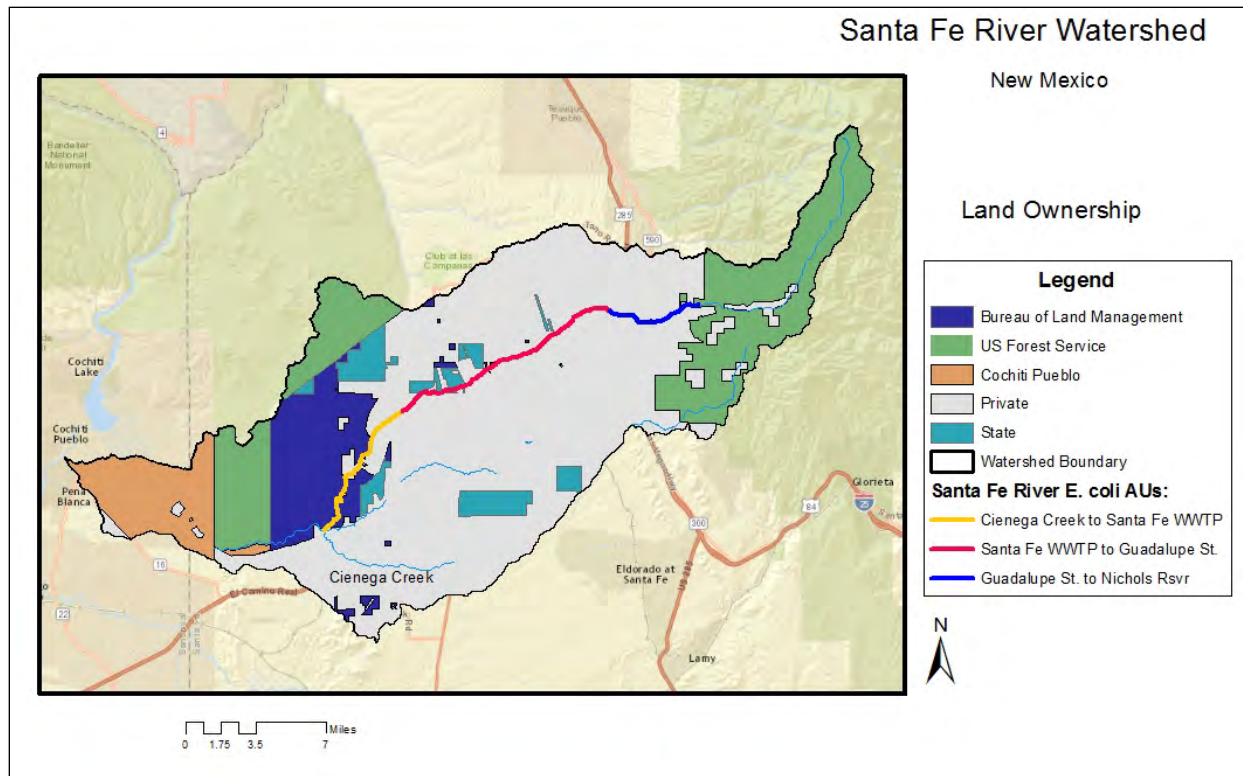 Santa Fe River Watershed
New Mexico
Land Ownership
Legend
Bureau of Land Management
US Forest Service
Cochiti Pueblo
Private
State
Watershed Boundary
Santa Fe River E. coli AUs:
Cienega Creek to Santa Fe WWTP
Santa Fe WWTP to Guadalupe St.
Guadalupe St. to Nichols Rsvr
N
Tesuque
Pueblo
4
Bandelier
National
Monument
285
590
Club at las
Campanas
Cochiti
Lake
Cochiti
Pueblo
Pena
Blanca
Glorieta
25
84
300
16
Cienega Creek
Eldorado at
Santa Fe
US 285
El Camino Real
22
Rd
Lamy
Miles
0 1.75 3.5 7